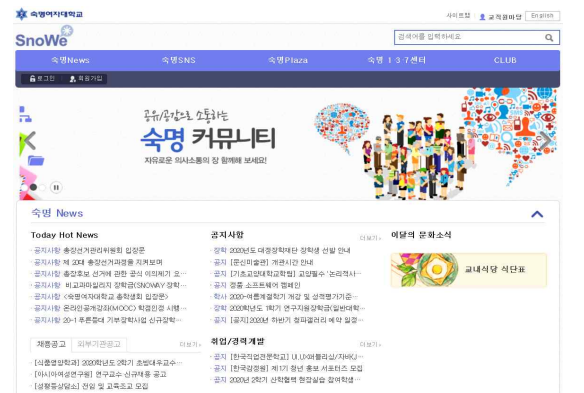 숙명여자대학교
사이트맵
교직원마당
English
SnoWe
검색어를 입력하세요
숙명News
숙명SNS
숙명Plaza
숙명 1 3 7센터
CLUB
로그인
회원가입
공유/공감으로 소통하는
숙명 커뮤니티
자유로운 의사소통의 장 함께해 보세요!
숙명 News
Today Hot News
공지사항 총장선거관리위원회 입장문
공지사항 제 20대 총장선거과정을 지켜보며
공지사항 총장후보 선거에 관한 공식 이의제기 요…
공지사항 비교과마일리지 장학금(SNOWAY 장학…
공지사항 <숙명여자대학교 총학생회 입장문>
공지사항 온라인공개강좌(MOOC) 학점인정 시행…
공지사항 20-1 푸른등대 기부장학사업 신규장학…
공지사항
더보기
장학 2020년도 대정장학재단 장학생 선발 안내
공지 [문신미술관] 개관시간 안내
공지 [기초교양대학교학팀] 교양필수 '논리적사…
공지 정품 소프트웨어 캠페인
학사 2020-여름계절학기 개강 및 성적평가기준…
장학 2020학년도 1학기 연구지원장학금(일반대학…
공지 [공지]2020년 하반기 청파갤러리 예약 일정…
이달의 문화소식
교내식당 식단표
채용공고
외부기관공고
더보기
[식품영양학과] 2020학년도 2학기 초빙대우교수…
[아시아여성연구원] 연구교수 신규채용 공고
[성평등상담소] 전임 및 교육조교 모집
취업/경력개발
더보기
공지 [한국직업전문학교] UI,UX애플리싱/자바(J…
공지 [한국감정원] 제1기 청년 홍보 서포터즈 모집
공지 2020년 2학기 산학협력 현장실습 참여학생…